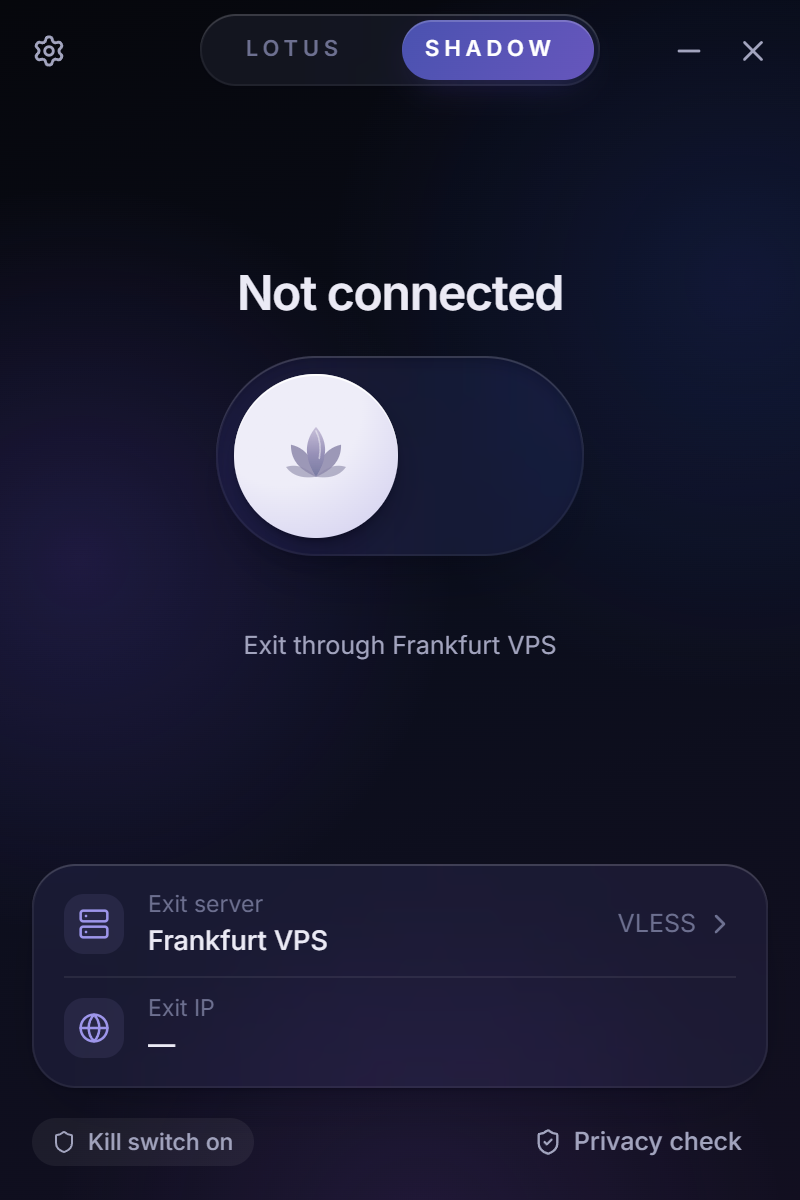 LOTUS
SHADOW
Not connected
Exit through Frankfurt VPS
Exit server
Frankfurt VPS
VLESS
Exit IP
—
Kill switch on
Privacy check